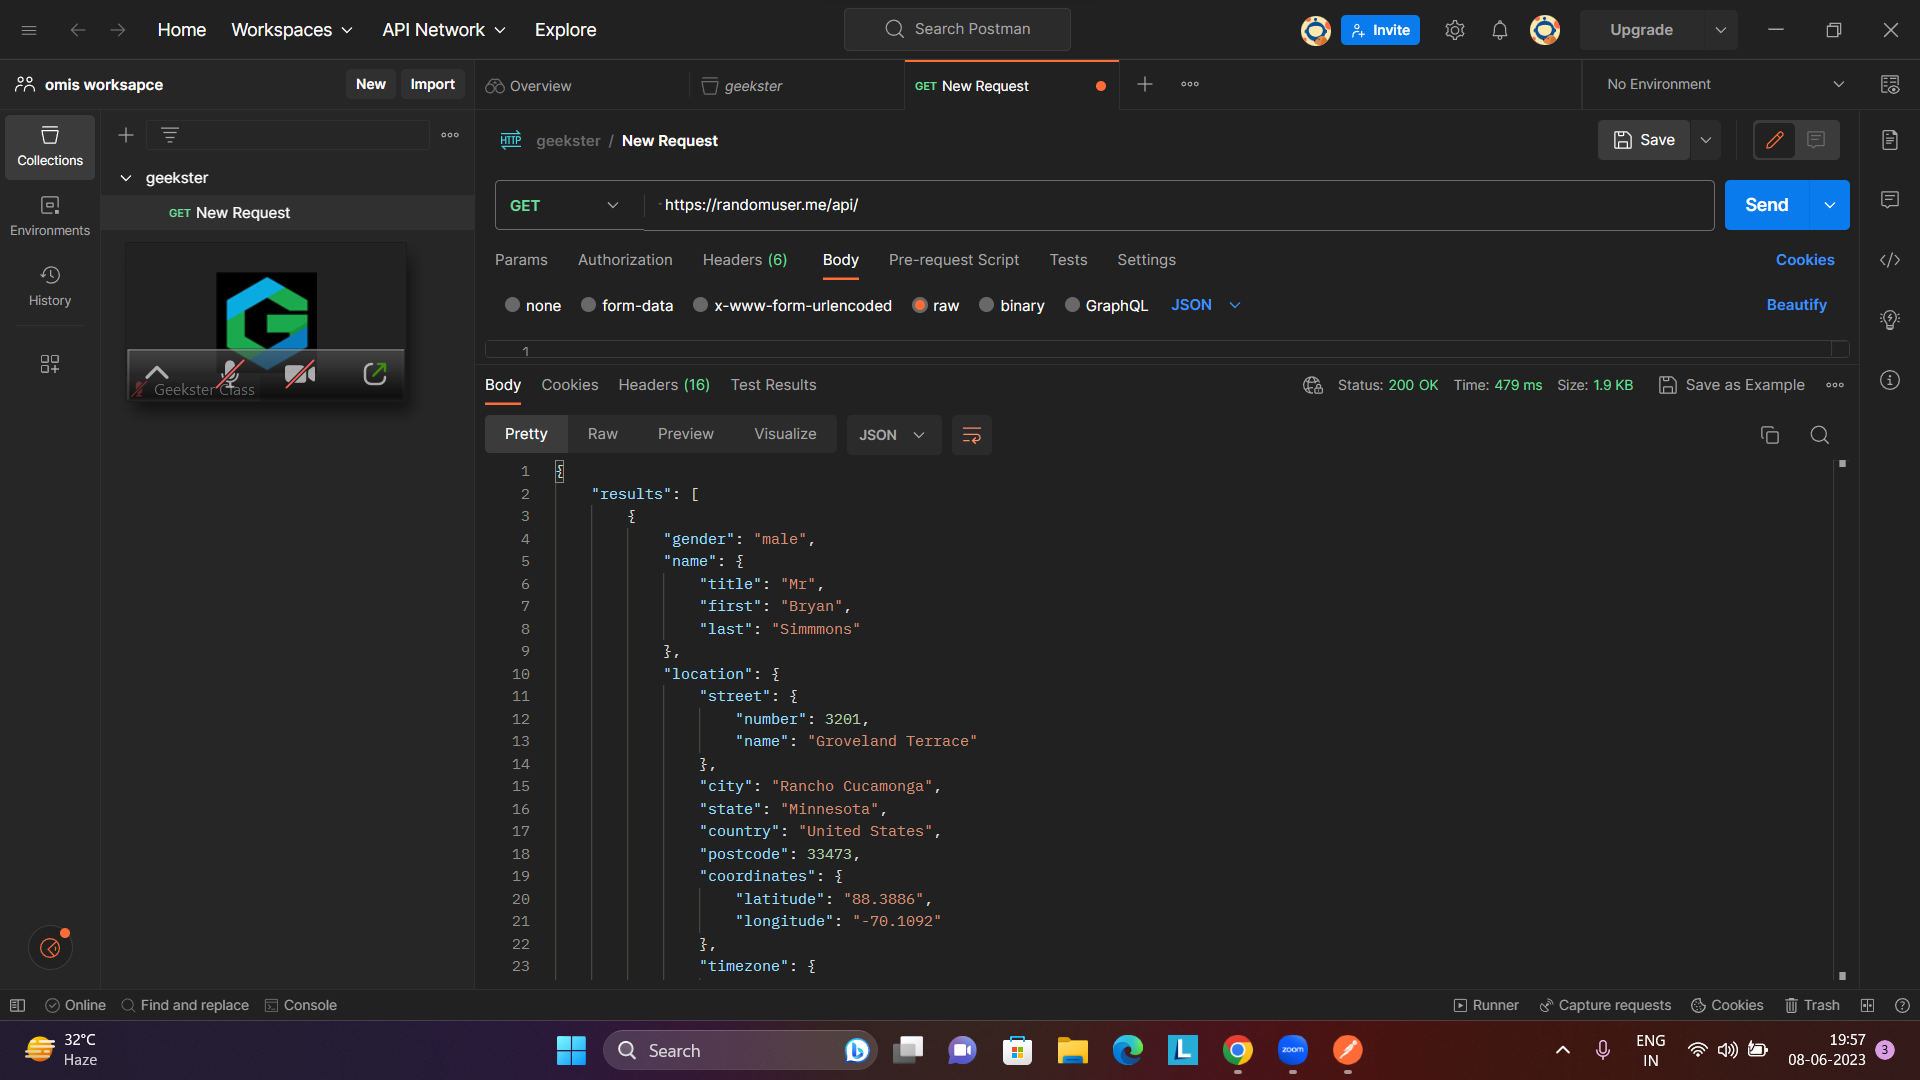 Home Workspaces API Network Explore Search Postman Invite Upgrade
omis worksapce New Import Overview geekster GET New Request No Environment
Collections
Environments
History
geekster
GET New Request
Geekster Class
HTTP geekster / New Request Save
GET https://randomuser.me/api/ Send
Params Authorization Headers (6) Body Pre-request Script Tests Settings Cookies
none form-data x-www-form-urlencoded raw binary GraphQL JSON Beautify
1
Body Cookies Headers (16) Test Results Status: 200 OK Time: 479 ms Size: 1.9 KB Save as Example
Pretty Raw Preview Visualize JSON
1 {
2 "results": [
3 {
4 "gender": "male",
5 "name": {
6 "title": "Mr",
7 "first": "Bryan",
8 "last": "Simmmons"
9 },
10 "location": {
11 "street": {
12 "number": 3201,
13 "name": "Groveland Terrace"
14 },
15 "city": "Rancho Cucamonga",
16 "state": "Minnesota",
17 "country": "United States",
18 "postcode": 33473,
19 "coordinates": {
20 "latitude": "88.3886",
21 "longitude": "-70.1092"
22 },
23 "timezone": {
Online Find and replace Console Runner Capture requests Cookies Trash
32°C
Haze
Search
L
zoom
ENG
IN
19:57
08-06-2023
3